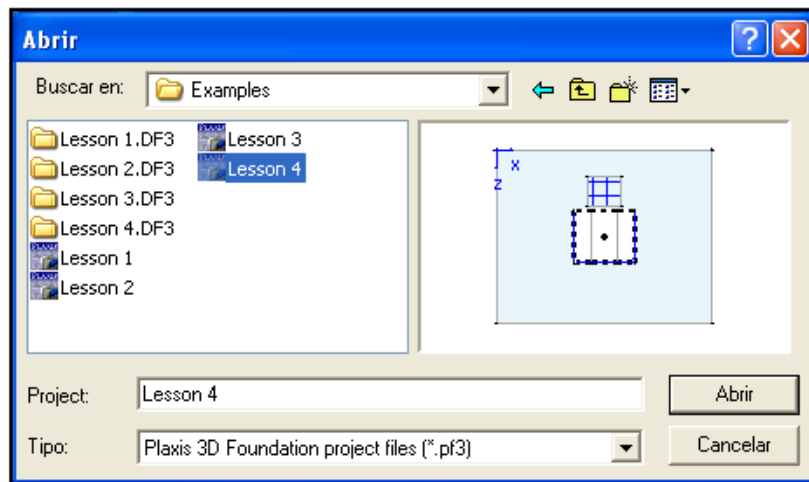 Abrir
Buscar en: Examples
Lesson 1.DF3 Lesson 3
Lesson 2.DF3 Lesson 4
Lesson 3.DF3
Lesson 4.DF3
Lesson 1
Lesson 2
x
z
Project: Lesson 4 Abrir
Tipo: Plaxis 3D Foundation project files (*.pf3) Cancelar